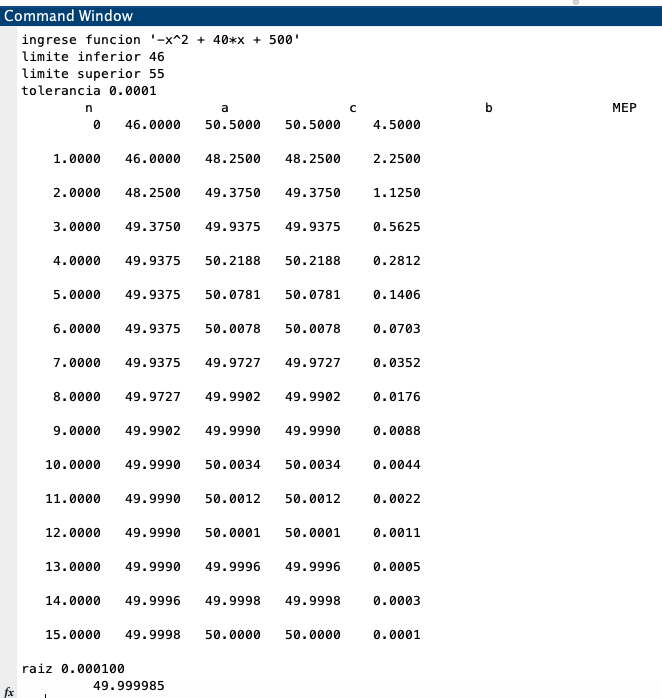 Command Window
ingrese funcion '-x^2 + 40*x + 500'
limite inferior 46
limite superior 55
tolerancia 0.0001
n a c b MEP
0 46.0000 50.5000 50.5000 4.5000
1.0000 46.0000 48.2500 48.2500 2.2500
2.0000 48.2500 49.3750 49.3750 1.1250
3.0000 49.3750 49.9375 49.9375 0.5625
4.0000 49.9375 50.2188 50.2188 0.2812
5.0000 49.9375 50.0781 50.0781 0.1406
6.0000 49.9375 50.0078 50.0078 0.0703
7.0000 49.9375 49.9727 49.9727 0.0352
8.0000 49.9727 49.9902 49.9902 0.0176
9.0000 49.9902 49.9990 49.9990 0.0088
10.0000 49.9990 50.0034 50.0034 0.0044
11.0000 49.9990 50.0012 50.0012 0.0022
12.0000 49.9990 50.0001 50.0001 0.0011
13.0000 49.9990 49.9996 49.9996 0.0005
14.0000 49.9996 49.9998 49.9998 0.0003
15.0000 49.9998 50.0000 50.0000 0.0001
raiz 0.000100
49.999985
fx